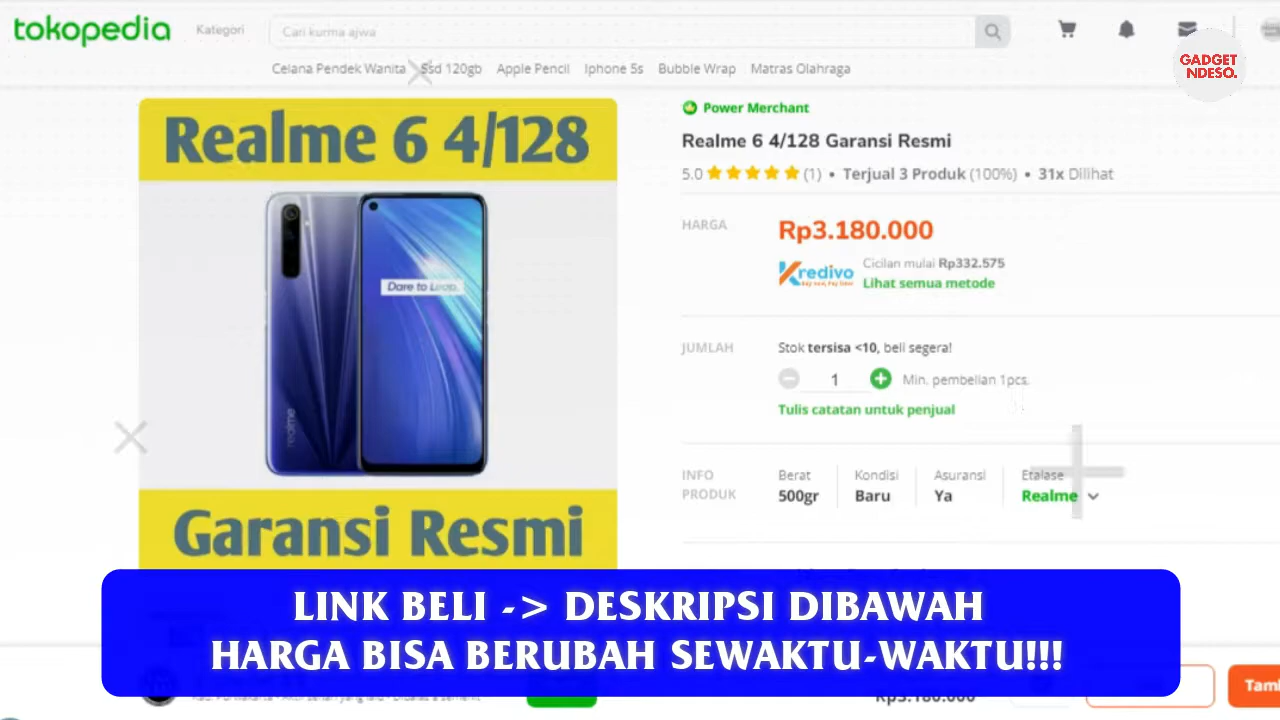 tokopedia
Kategori
Cari kurma ajwa
GADGET
NDESO.
Celana Pendek Wanita
Ssd 120gb
Apple Pencil
Iphone 5s
Bubble Wrap
Matras Olahraga
Realme 6 4/128
realme
Dare to Leap.
Garansi Resmi
Power Merchant
Realme 6 4/128 Garansi Resmi
5.0 (1) • Terjual 3 Produk (100%) • 31x Dilihat
HARGA
Rp3.180.000
Kredivo
Cicilan mulai Rp332.575
Lihat semua metode
JUMLAH
Stok tersisa <10, beli segera!
1
Min. pembelian 1pcs.
Tulis catatan untuk penjual
INFO
PRODUK
Berat
500gr
Kondisi
Baru
Asuransi
Ya
Etalase
Realme
LINK BELI -> DESKRIPSI DIBAWAH
HARGA BISA BERUBAH SEWAKTU-WAKTU!!!
Rp3.180.000